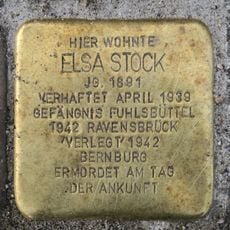 HIER WOHNTE
ELSA STOCK
JG. 1891
VERHAFTET APRIL 1939
GEFÄNGNIS FUHLSBÜTTEL
1942 RAVENSBRÜCK
'VERLEGT' 1942
BERNBURG
ERMORDET AM TAG
DER ANKUNFT